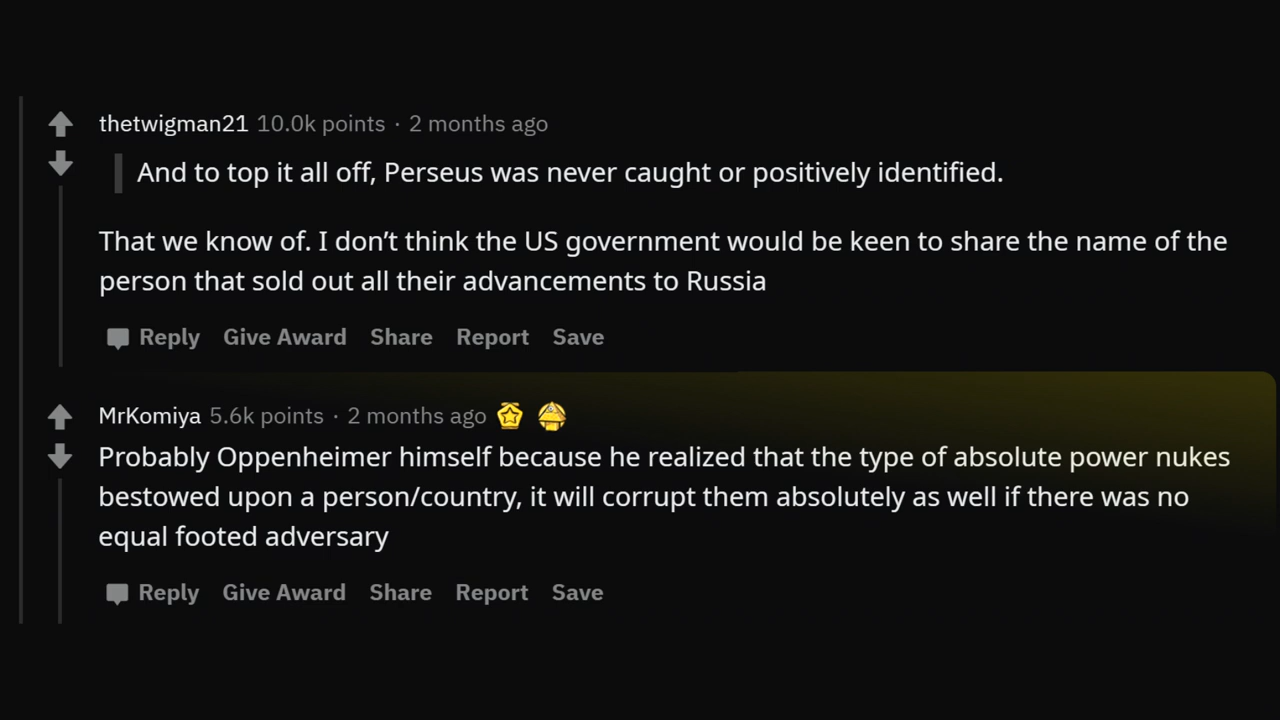 thetwigman21 10.0k points · 2 months ago
And to top it all off, Perseus was never caught or positively identified.
That we know of. I don’t think the US government would be keen to share the name of the
person that sold out all their advancements to Russia
Reply Give Award Share Report Save
MrKomiya 5.6k points · 2 months ago
Probably Oppenheimer himself because he realized that the type of absolute power nukes
bestowed upon a person/country, it will corrupt them absolutely as well if there was no
equal footed adversary
Reply Give Award Share Report Save